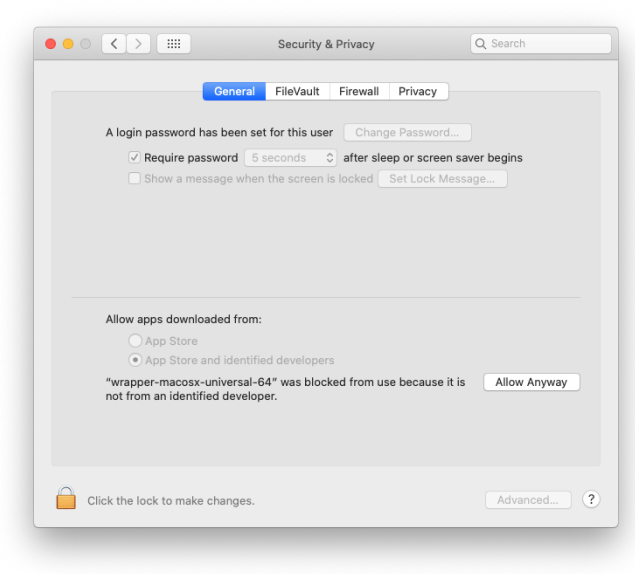 Security & Privacy
Search
General FileVault Firewall Privacy
A login password has been set for this user Change Password...
Require password 5 seconds after sleep or screen saver begins
Show a message when the screen is locked Set Lock Message...
Allow apps downloaded from:
App Store
App Store and identified developers
“wrapper-macosx-universal-64” was blocked from use because it is Allow Anyway
not from an identified developer.
Click the lock to make changes. Advanced... ?